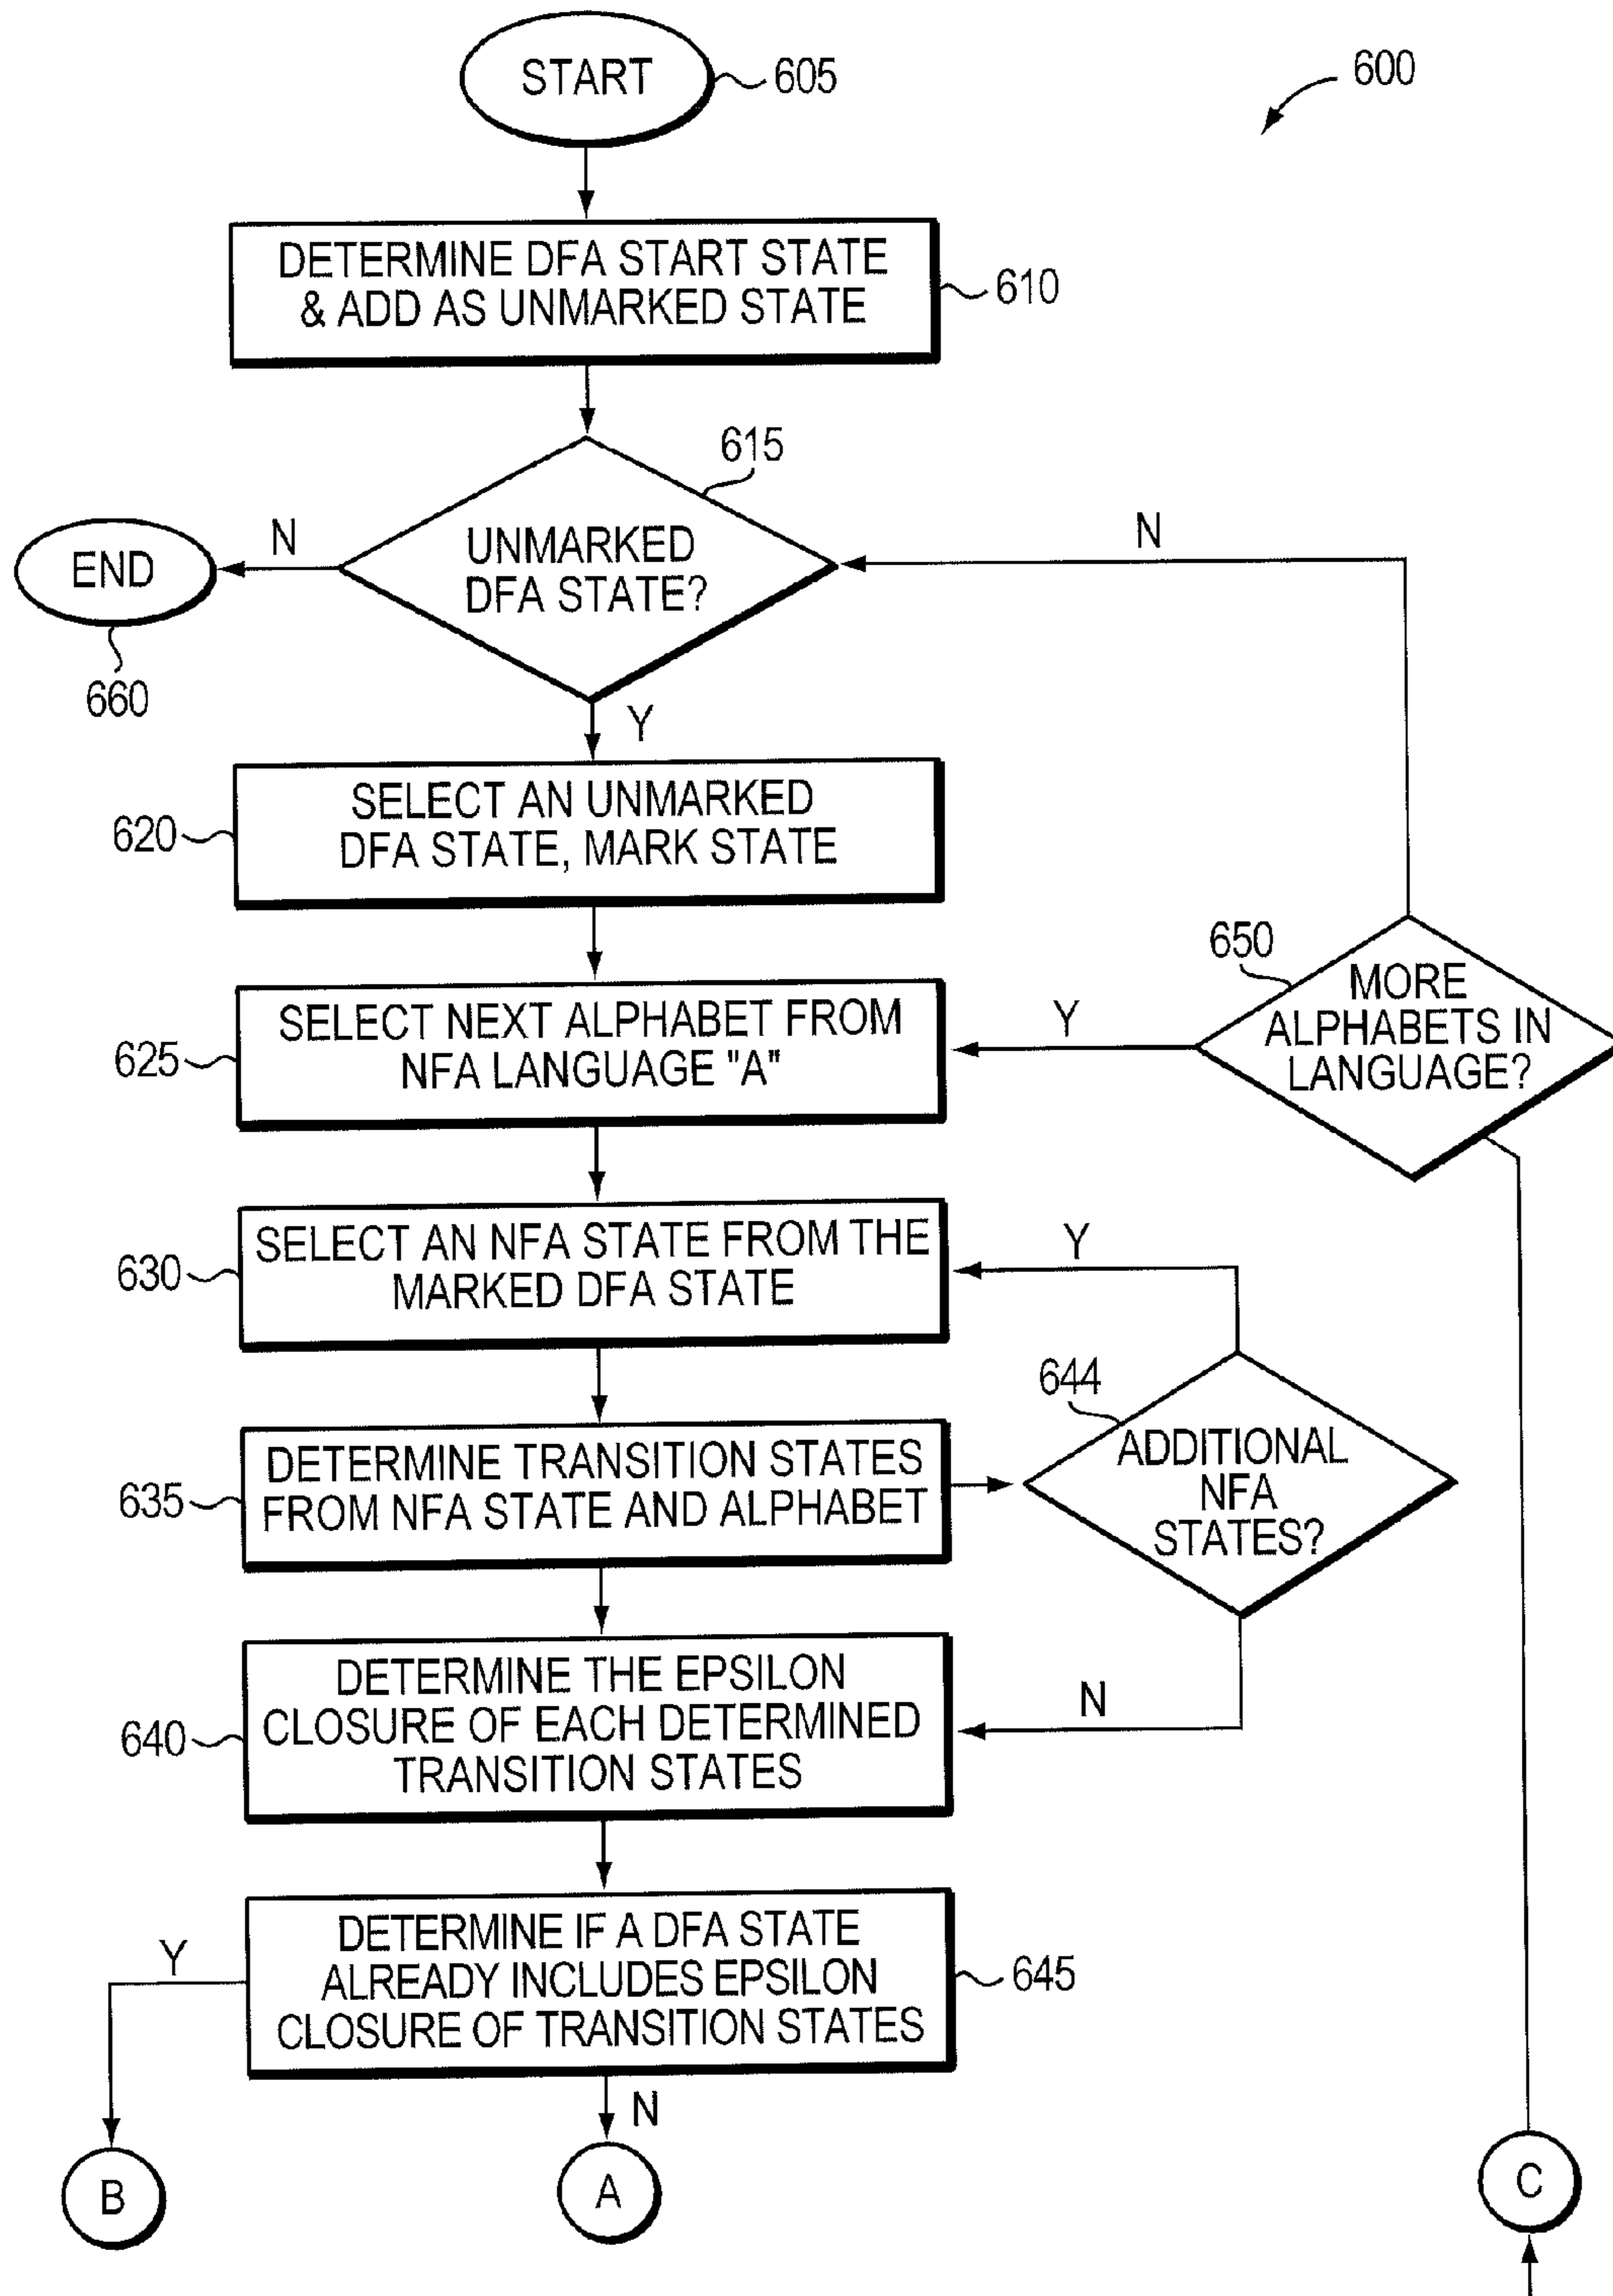 START
605
600
DETERMINE DFA START STATE
& ADD AS UNMARKED STATE
610
615
UNMARKED
DFA STATE?
N
END
660
N
Y
SELECT AN UNMARKED
DFA STATE, MARK STATE
620
650
MORE
ALPHABETS IN
LANGUAGE?
Y
SELECT NEXT ALPHABET FROM
NFA LANGUAGE "A"
625
SELECT AN NFA STATE FROM THE
MARKED DFA STATE
630
Y
644
ADDITIONAL
NFA
STATES?
DETERMINE TRANSITION STATES
FROM NFA STATE AND ALPHABET
635
N
DETERMINE THE EPSILON
CLOSURE OF EACH DETERMINED
TRANSITION STATES
640
DETERMINE IF A DFA STATE
ALREADY INCLUDES EPSILON
CLOSURE OF TRANSITION STATES
645
Y
N
B
A
C